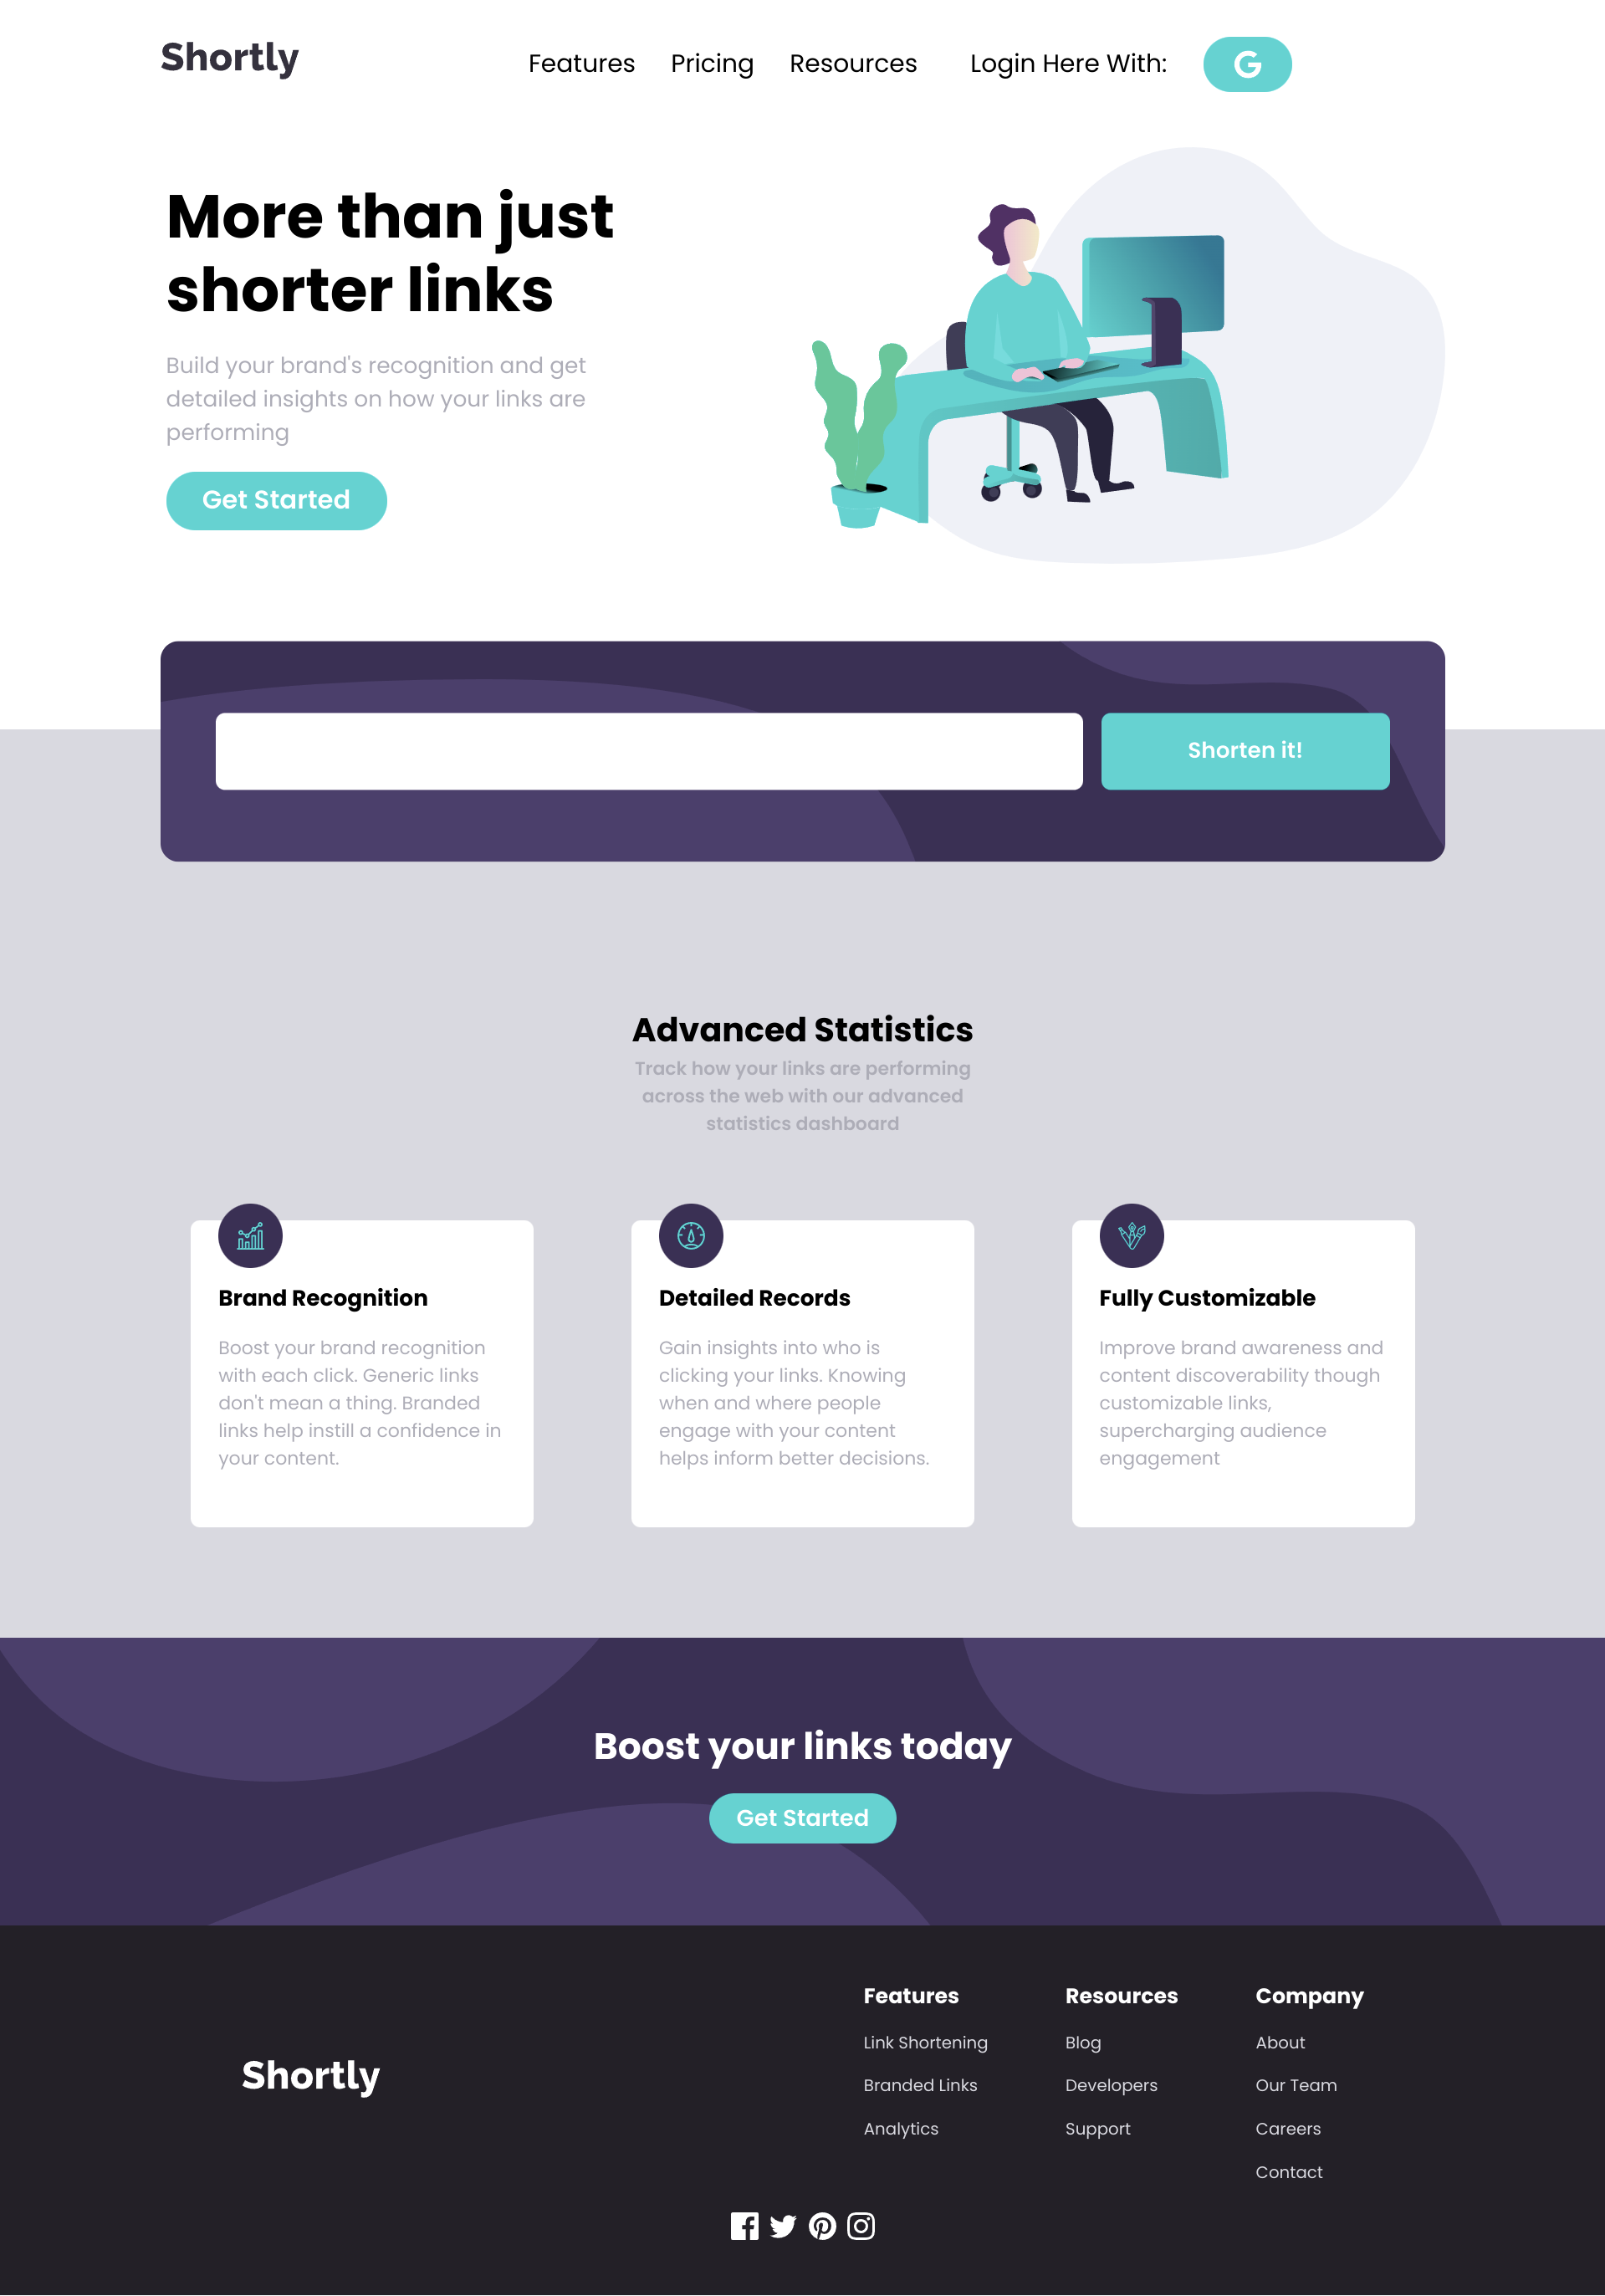 Shortly
Features Pricing Resources Login Here With: G
More than just
shorter links
Build your brand's recognition and get
detailed insights on how your links are
performing
Get Started
Shorten it!
Advanced Statistics
Track how your links are performing
across the web with our advanced
statistics dashboard
Brand Recognition
Boost your brand recognition
with each click. Generic links
don't mean a thing. Branded
links help instill a confidence in
your content.
Detailed Records
Gain insights into who is
clicking your links. Knowing
when and where people
engage with your content
helps inform better decisions.
Fully Customizable
Improve brand awareness and
content discoverability though
customizable links,
supercharging audience
engagement
Boost your links today
Get Started
Shortly
Features
Link Shortening
Branded Links
Analytics
Resources
Blog
Developers
Support
Company
About
Our Team
Careers
Contact